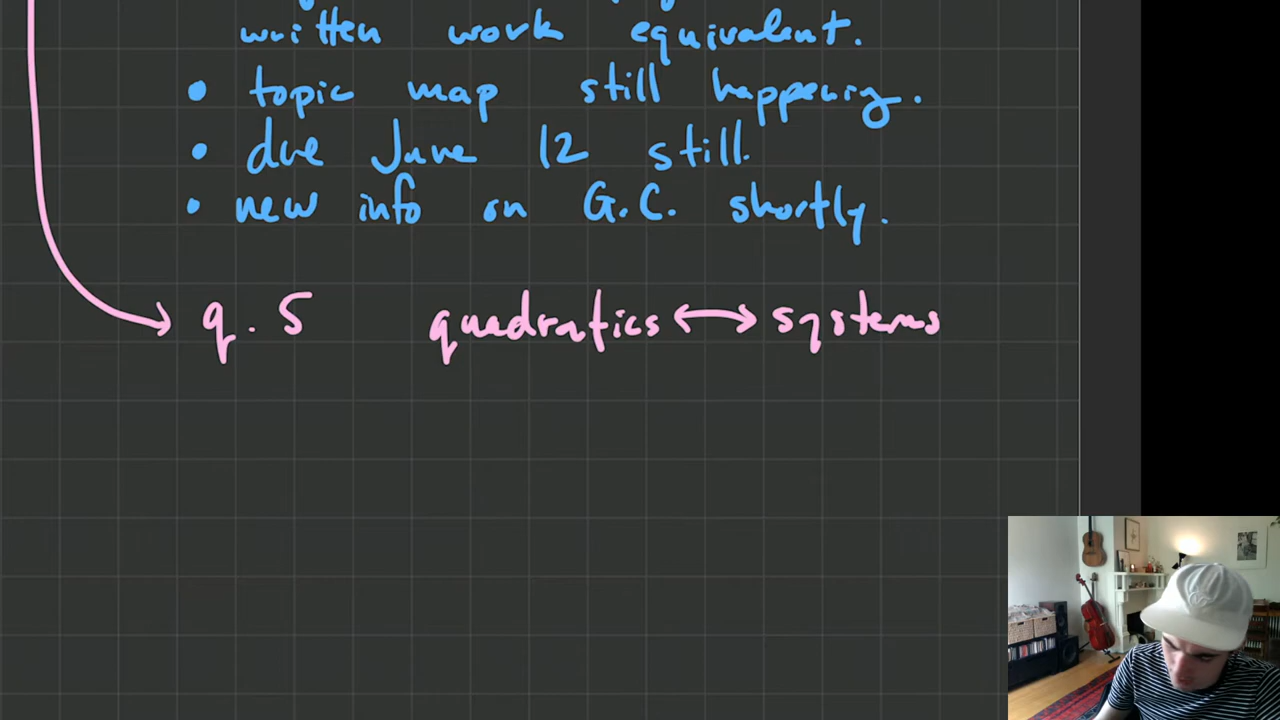 written work equivalent.
• topic map still happening.
• due June 12 still.
• new info on G.C. shortly.
q. 5 quadratics ↔ systems